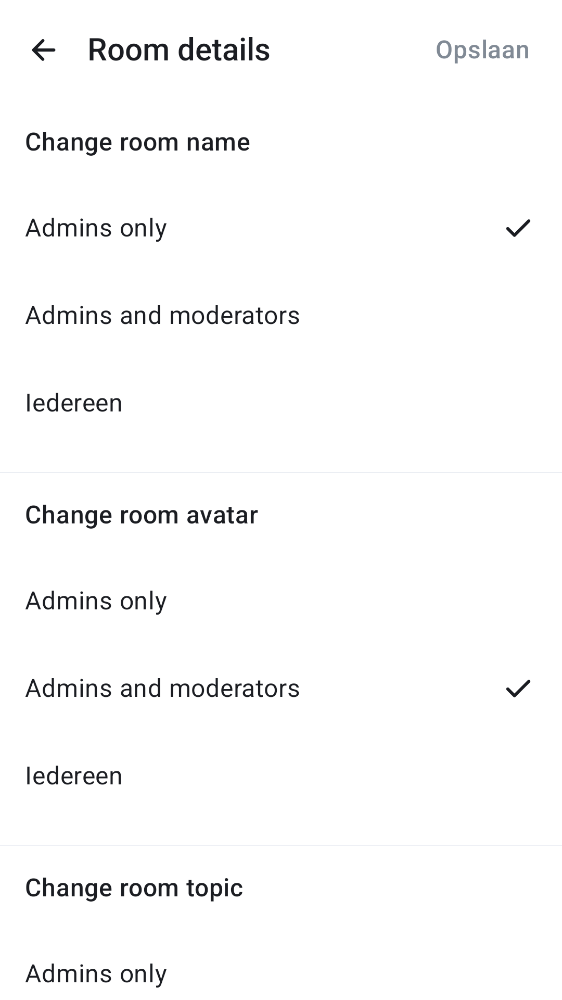 Room details
Opslaan
Change room name
Admins only
Admins and moderators
Iedereen
Change room avatar
Admins only
Admins and moderators
Iedereen
Change room topic
Admins only